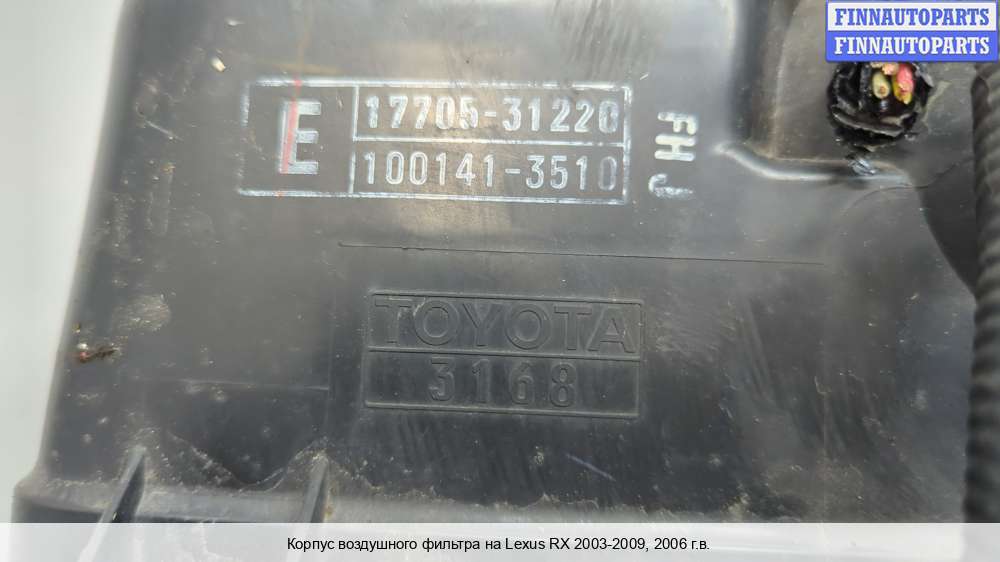 FINNAUTOPARTS
FINNAUTOPARTS
E
17705-31220
100141-3510
FHJ
TOYOTA
3168
Корпус воздушного фильтра на Lexus RX 2003-2009, 2006 г.в.